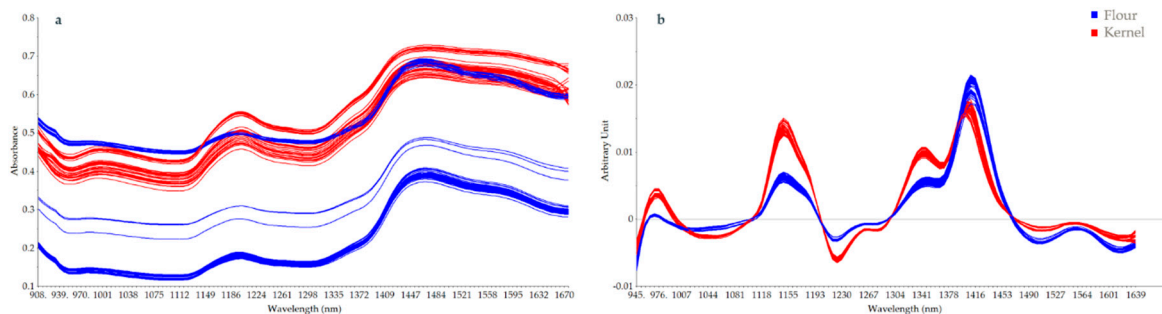 a
0.8
0.7
0.6
0.5
0.4
0.3
0.2
0.1
Absorbance
908. 939. 970. 1001 1038 1075 1112 1149 1186 1224 1261 1298 1335 1372 1409 1447 1484 1521 1558 1595 1632 1670
Wavelength (nm)
b
Flour
Kernel
0.03
0.02
0.01
0
-0.01
Arbitrary Unit
945. 976. 1007 1044 1081 1118 1155 1193 1230 1267 1304 1341 1378 1416 1453 1490 1527 1564 1601 1639
Wavelength (nm)